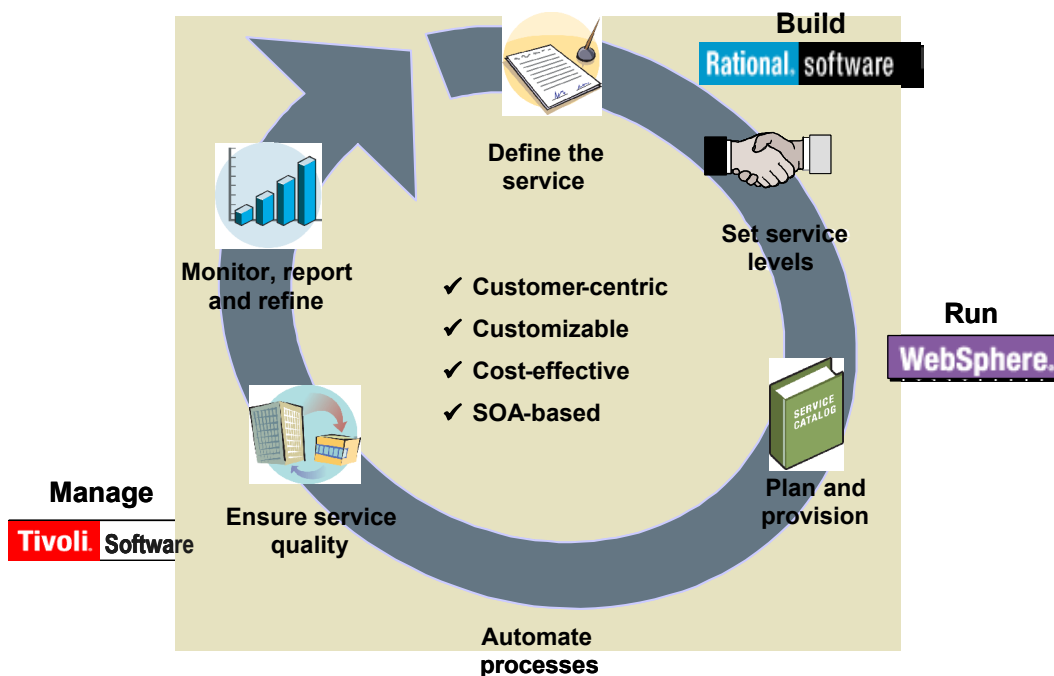 Build
Rational. software
Define the
service
Set service
levels
Monitor, report
and refine
✓ Customer-centric
✓ Customizable
✓ Cost-effective
✓ SOA-based
Run
WebSphere.
SERVICE
CATALOG
Plan and
provision
Manage
Tivoli. Software
Ensure service
quality
Automate
processes